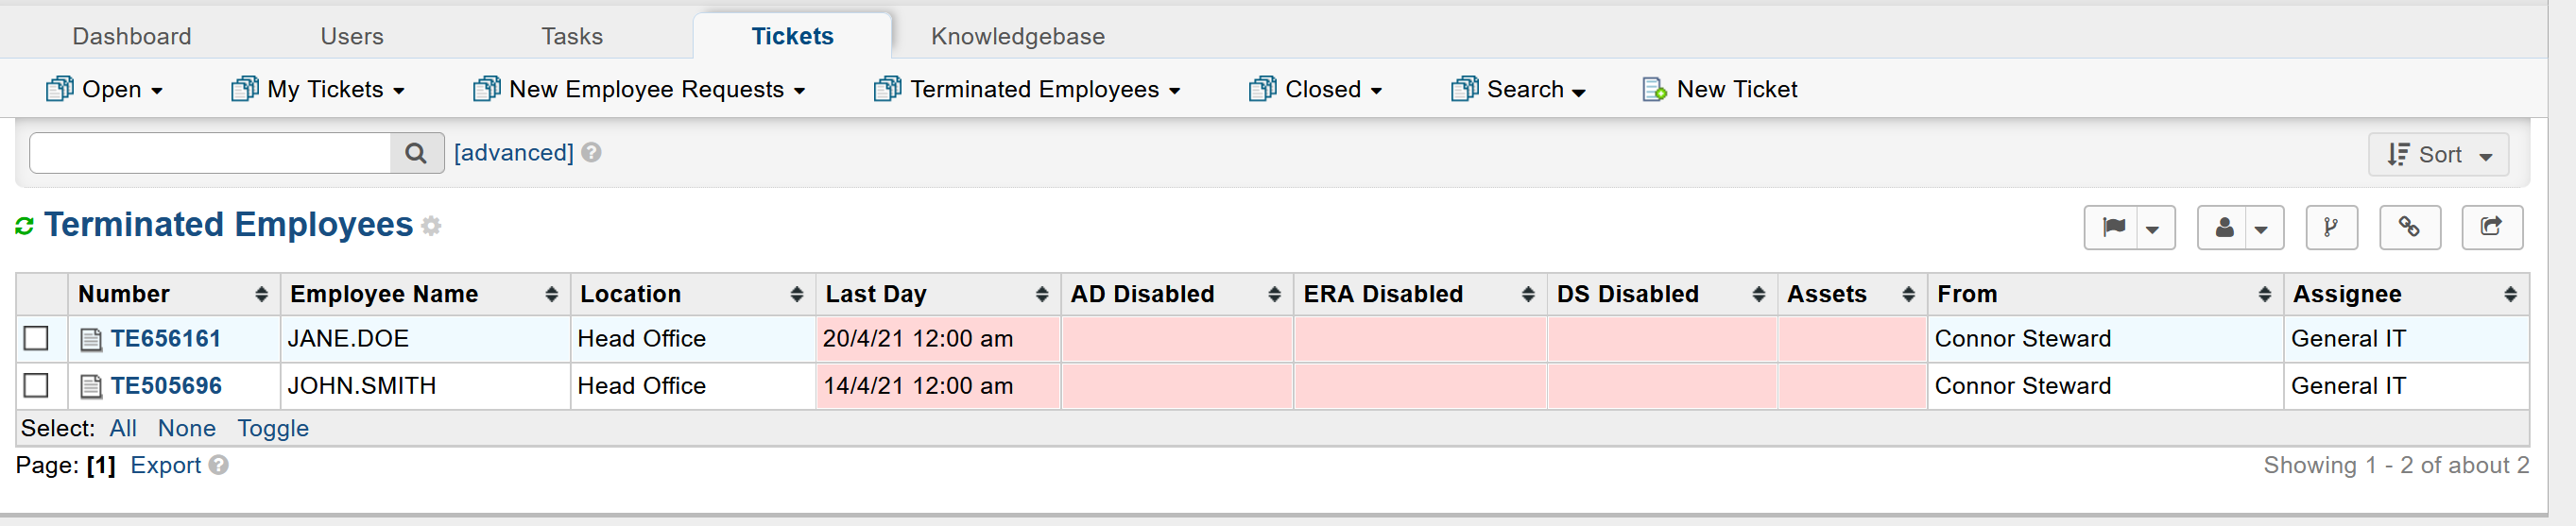 Dashboard Users Tasks Tickets Knowledgebase
Open My Tickets New Employee Requests Terminated Employees Closed Search New Ticket
[advanced] ? Sort
Terminated Employees
Number Employee Name Location Last Day AD Disabled ERA Disabled DS Disabled Assets From Assignee
TE656161 JANE.DOE Head Office 20/4/21 12:00 am Connor Steward General IT
TE505696 JOHN.SMITH Head Office 14/4/21 12:00 am Connor Steward General IT
Select: All None Toggle
Page: [1] Export ? Showing 1 - 2 of about 2